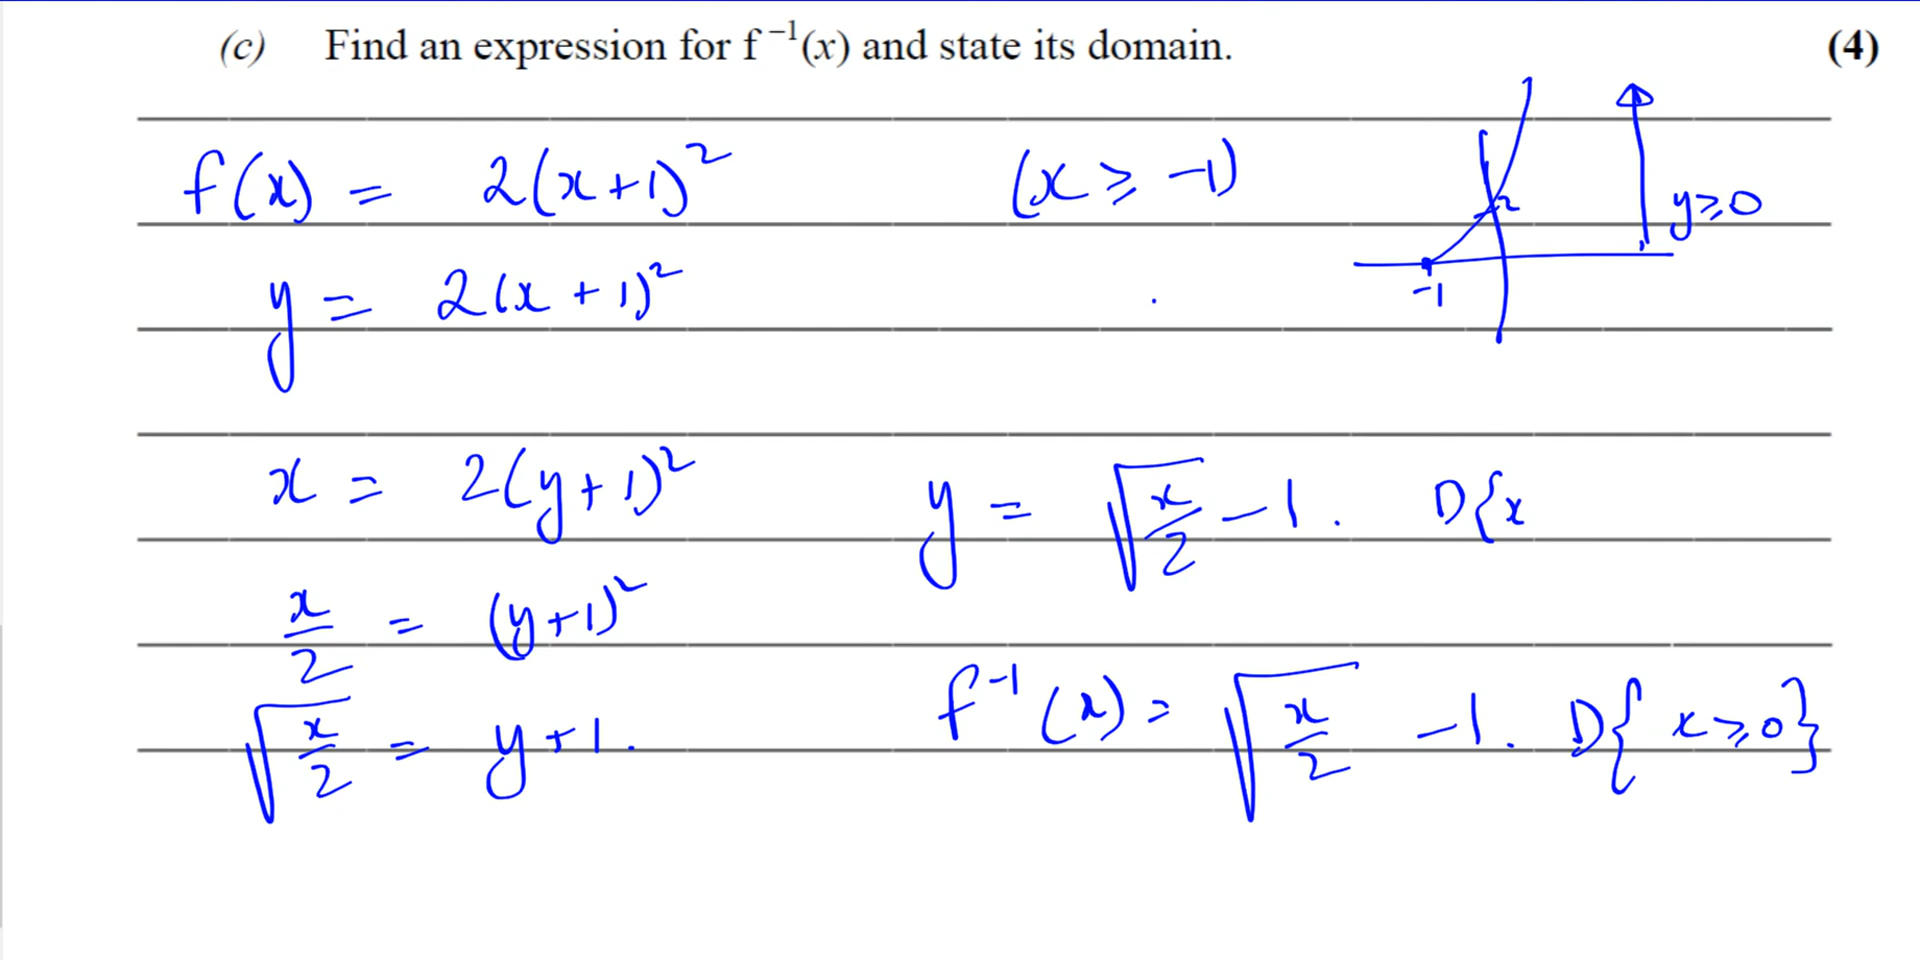 (c) Find an expression for f⁻¹(x) and state its domain. (4)
f(x) = 2(x+1)² (x ≥ -1)
2
y ≥ 0
-1
y = 2(x + 1)²
x = 2(y+1)²
x/2 = (y+1)²
√(x/2) = y+1.
y = √(x/2) - 1. D{x
f⁻¹(x) = √(x/2) - 1. D{ x ≥ 0}